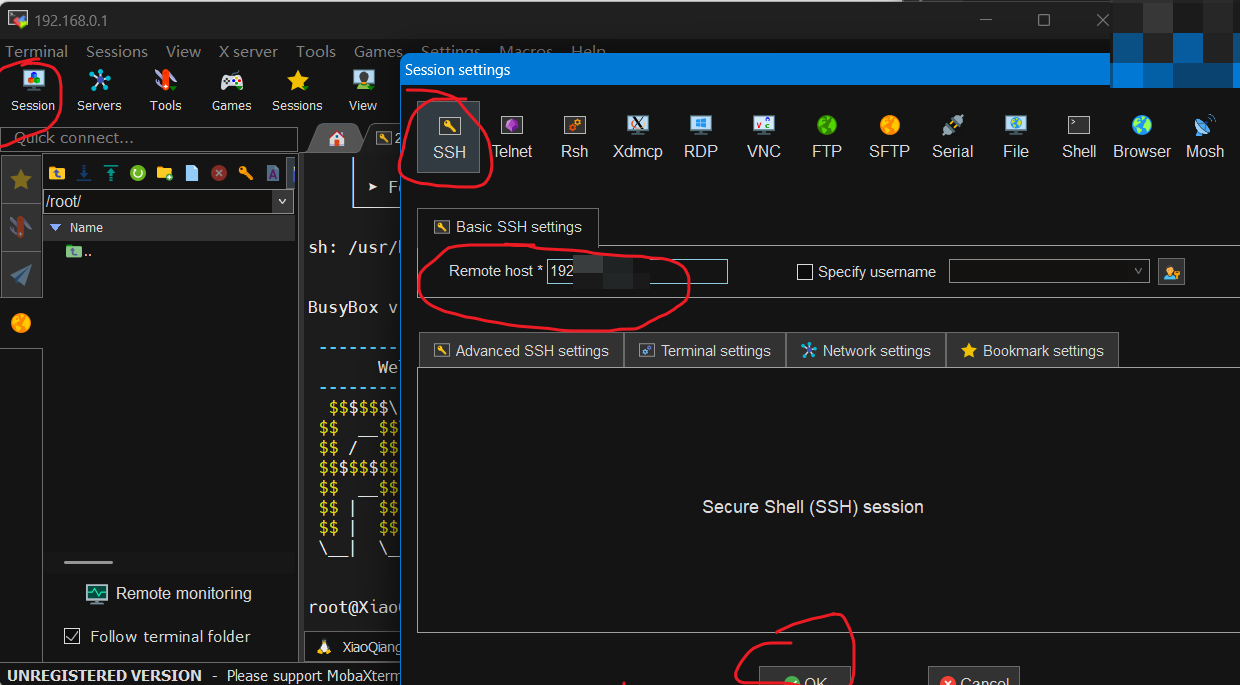 192.168.0.1
Terminal Sessions View X server Tools Games Settings Macros Help
Session Servers Tools Games Sessions View
Quick connect...
/root/
Name
..
Remote monitoring
Follow terminal folder
UNREGISTERED VERSION - Please support MobaXterm
2
➤ Fo
sh: /usr/
BusyBox v
----------
We
----------
$$$$$$\
$$  __$$
$$ /  $$
$$$$$$$$
$$  __$$
$$ |  $$
$$ |  $$
\__|  \__
root@Xiao
XiaoQiang
Session settings
SSH Telnet Rsh Xdmcp RDP VNC FTP SFTP Serial File Shell Browser Mosh
Basic SSH settings
Remote host * 192
Specify username
Advanced SSH settings Terminal settings Network settings Bookmark settings
Secure Shell (SSH) session
OK Cancel